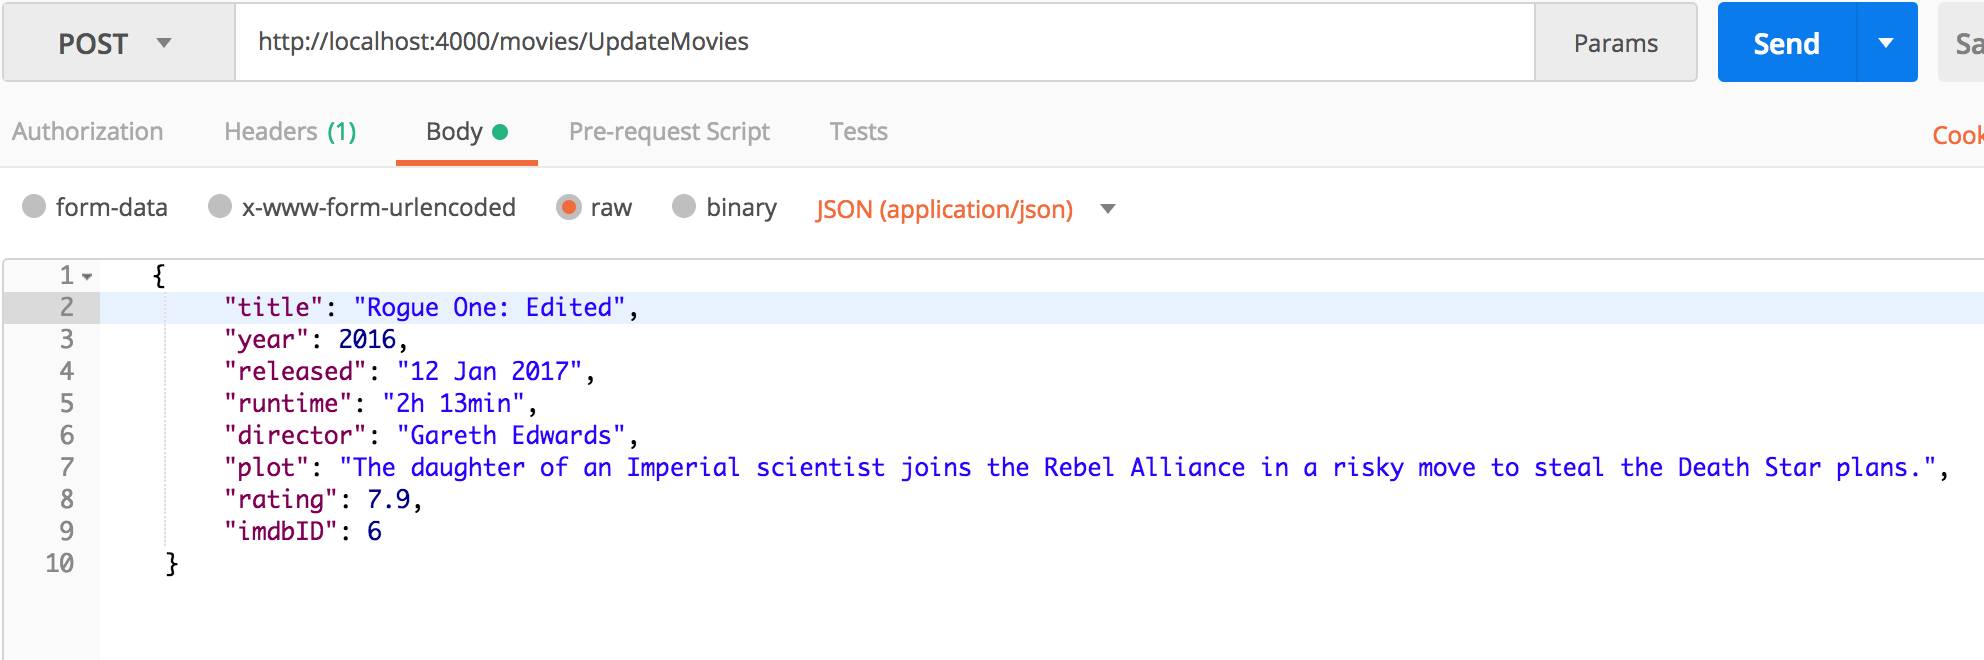 POST http://localhost:4000/movies/UpdateMovies Params Send
Authorization Headers (1) Body Pre-request Script Tests
form-data x-www-form-urlencoded raw binary JSON (application/json)
1 {
2 "title": "Rogue One: Edited",
3 "year": 2016,
4 "released": "12 Jan 2017",
5 "runtime": "2h 13min",
6 "director": "Gareth Edwards",
7 "plot": "The daughter of an Imperial scientist joins the Rebel Alliance in a risky move to steal the Death Star plans.",
8 "rating": 7.9,
9 "imdbID": 6
10 }